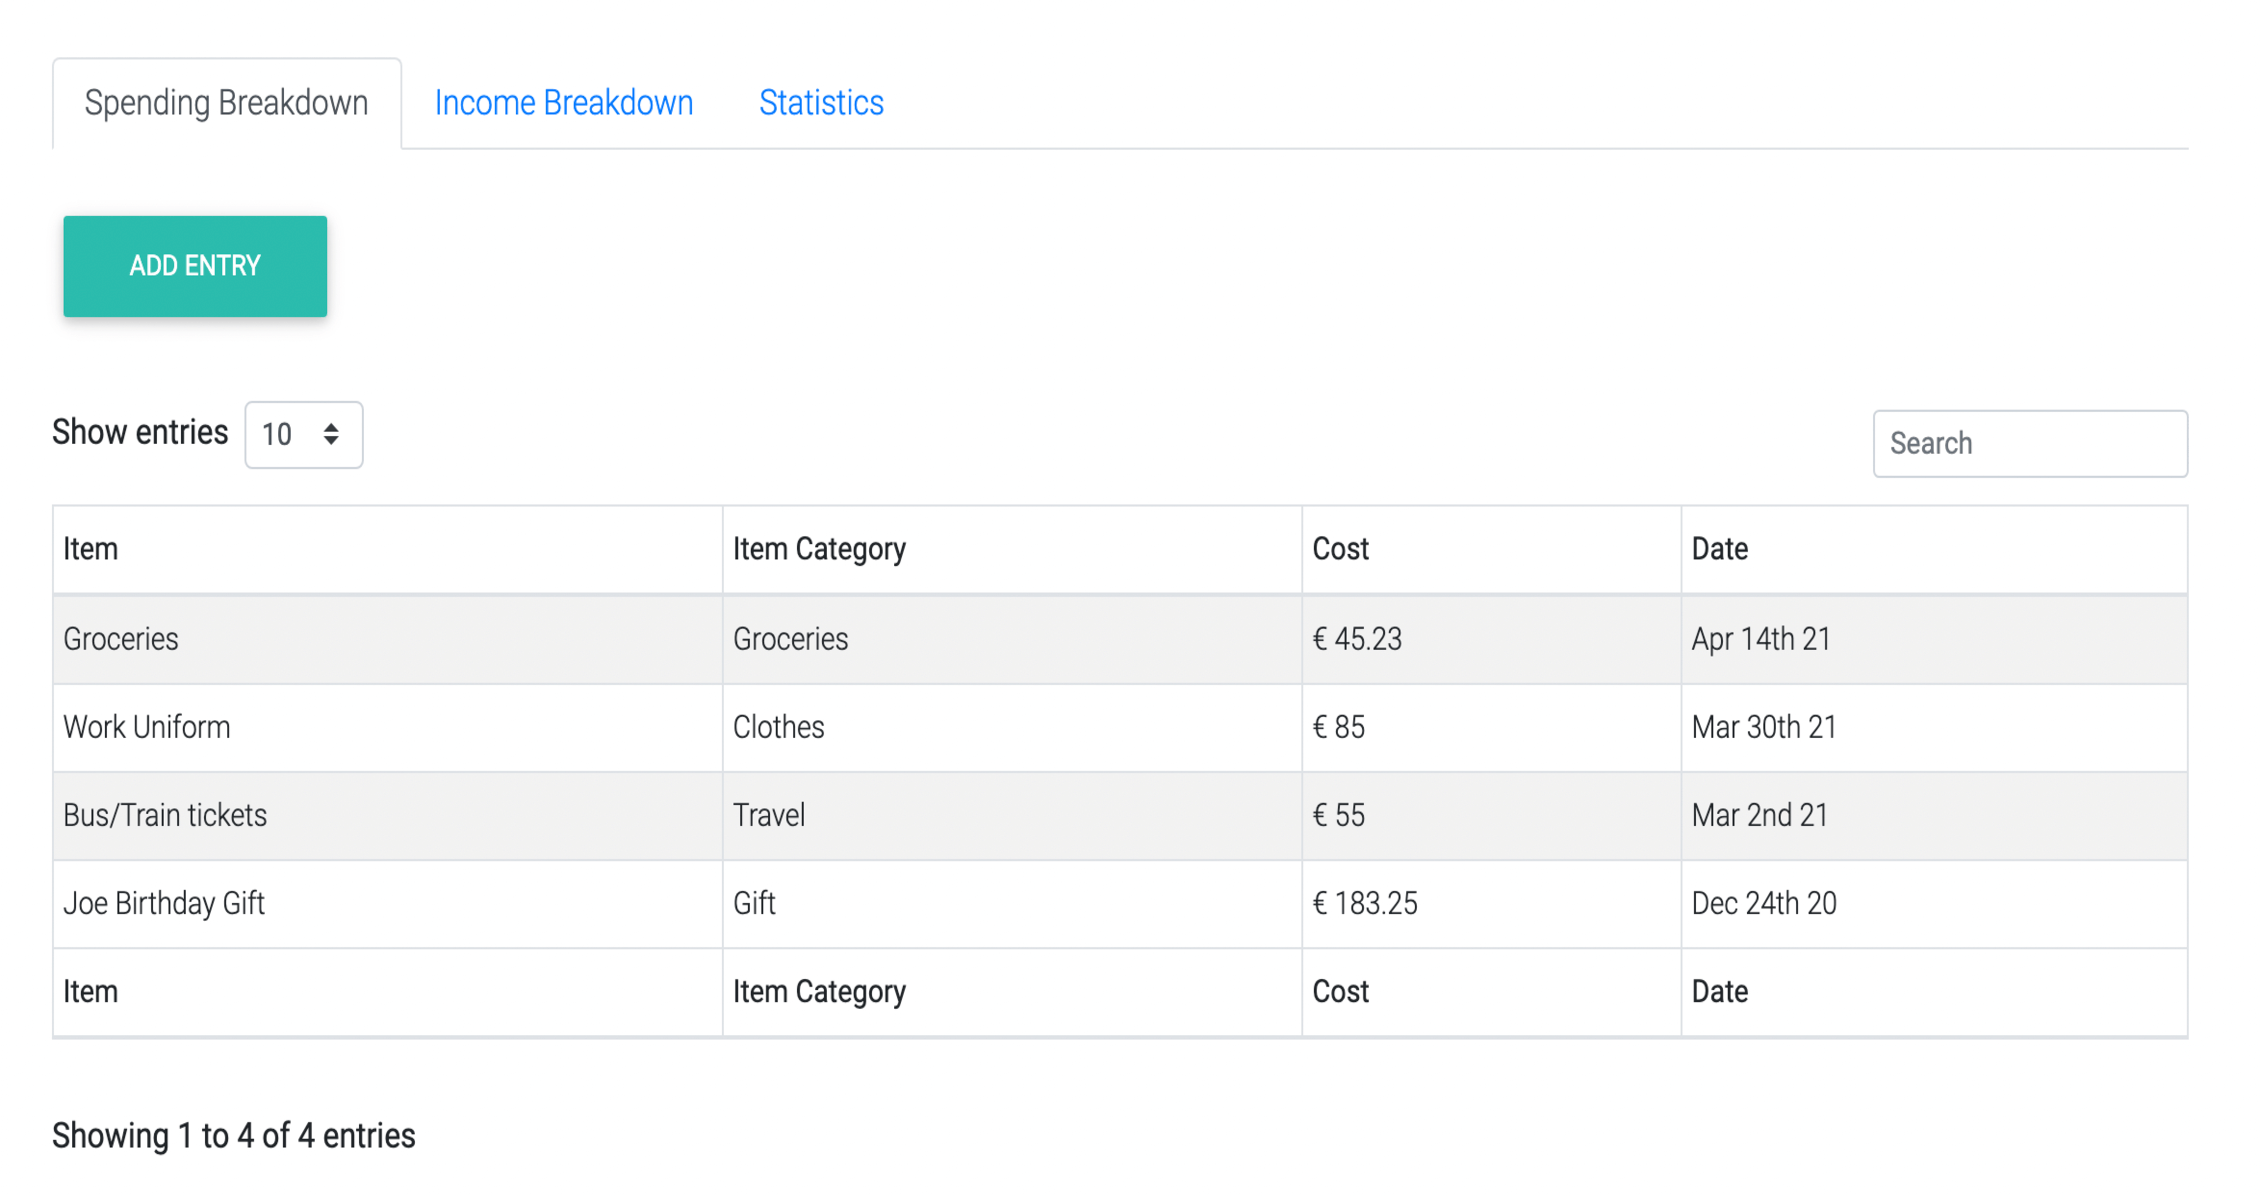 Spending Breakdown Income Breakdown Statistics
ADD ENTRY
Show entries 10 Search
Item Item Category Cost Date
Groceries Groceries € 45.23 Apr 14th 21
Work Uniform Clothes € 85 Mar 30th 21
Bus/Train tickets Travel € 55 Mar 2nd 21
Joe Birthday Gift Gift € 183.25 Dec 24th 20
Item Item Category Cost Date
Showing 1 to 4 of 4 entries